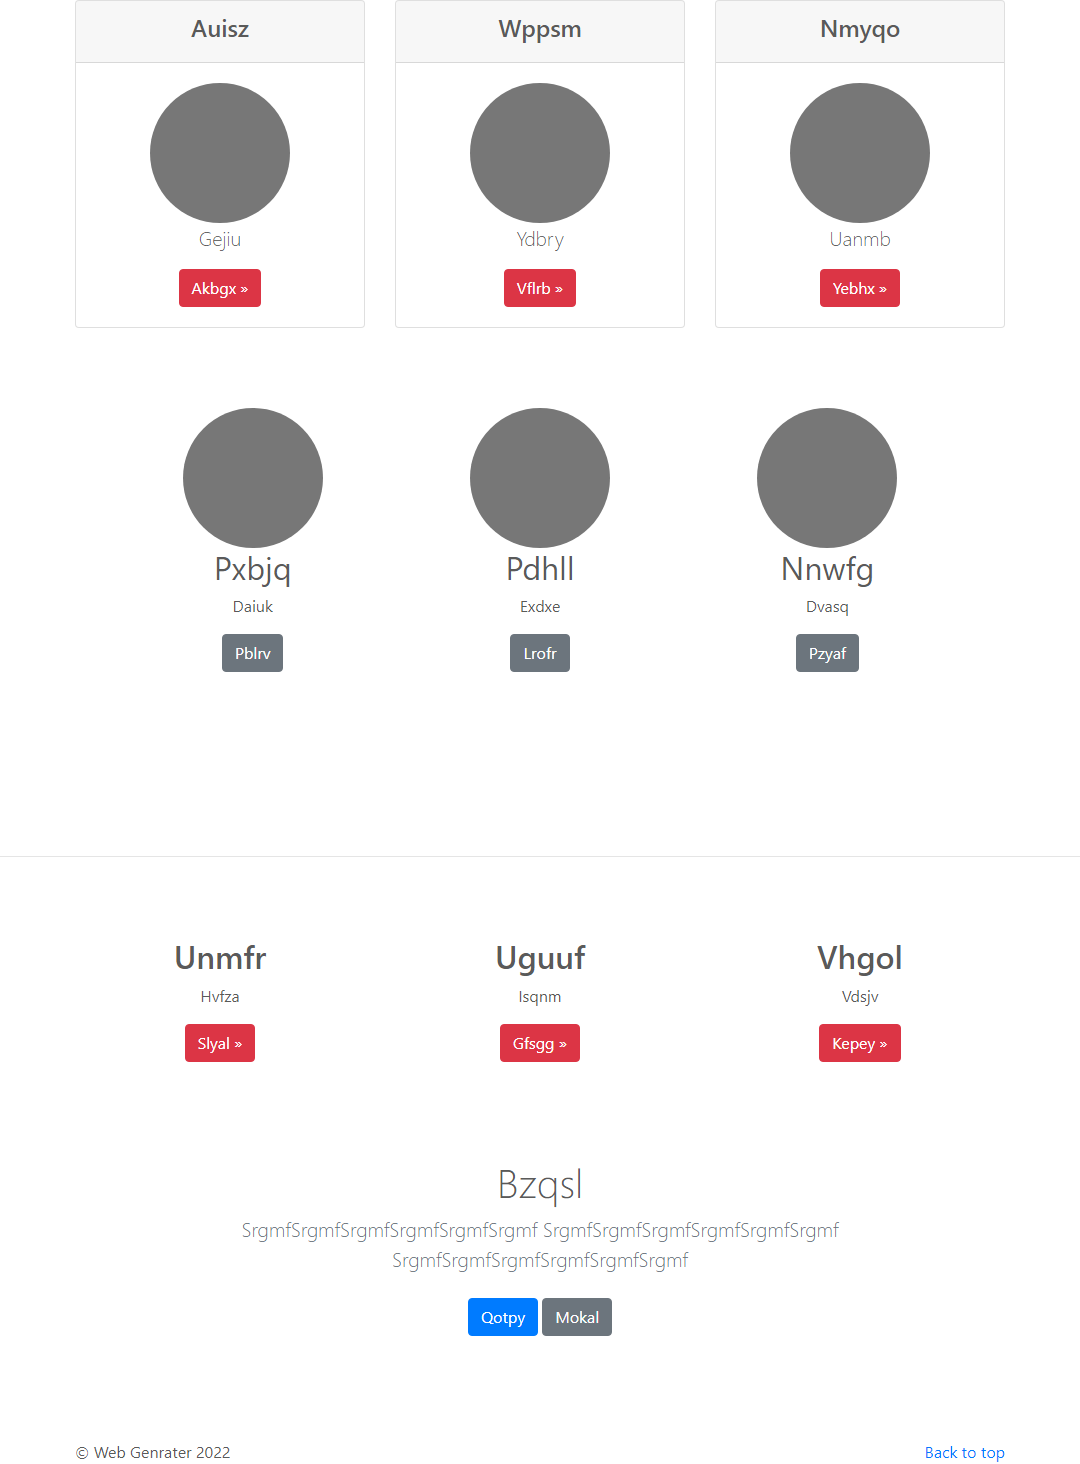 Auisz Wppsm Nmyqo
Gejiu Ydbry Uanmb
Akbgx » Vflrb » Yebhx »
Pxbjq Pdhll Nnwfg
Daiuk Exdxe Dvasq
Pblrv Lrofr Pzyaf
Unmfr Uguuf Vhgol
Hvfza Isqnm Vdsjv
Slyal » Gfsgg » Kepey »
Bzqsl
SrgmfSrgmfSrgmfSrgmfSrgmfSrgmf SrgmfSrgmfSrgmfSrgmfSrgmfSrgmf
SrgmfSrgmfSrgmfSrgmfSrgmfSrgmf
Qotpy Mokal
© Web Genrater 2022 Back to top